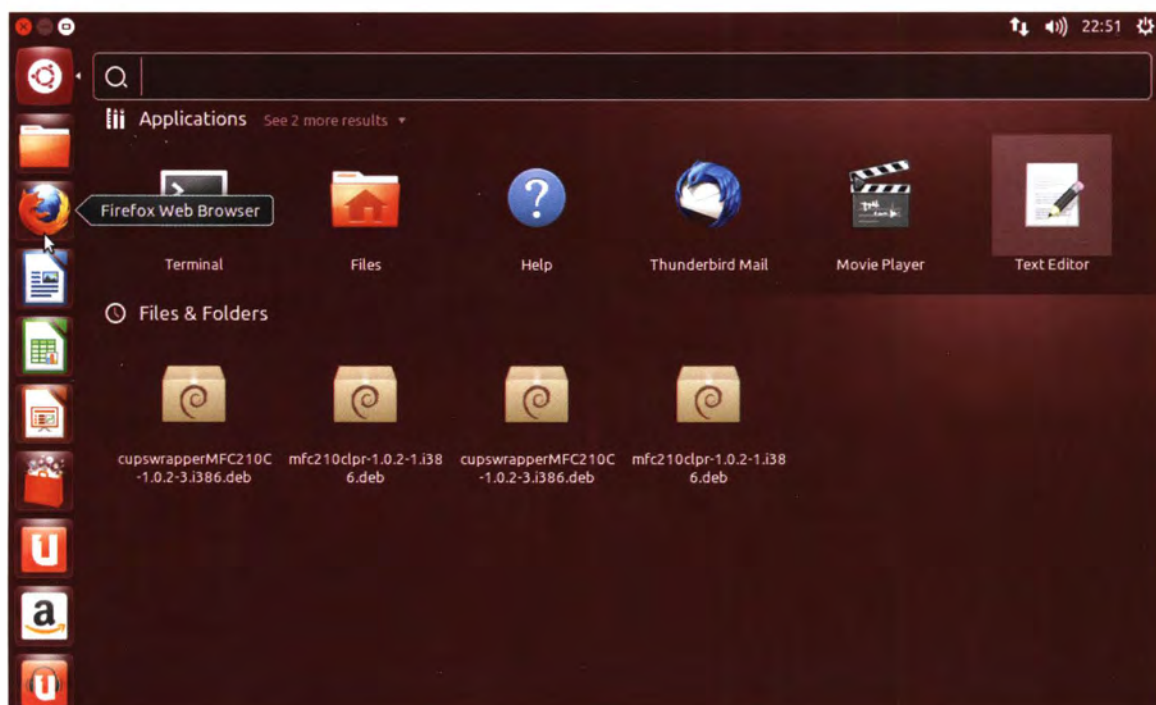 22:51
Applications See 2 more results
Firefox Web Browser
Terminal Files Help Thunderbird Mail Movie Player Text Editor
Files & Folders
cupswrapperMFC210C mfc210clpr-1.0.2-1.i38 cupswrapperMFC210C mfc210clpr-1.0.2-1.i38
-1.0.2-3.i386.deb 6.deb -1.0.2-3.i386.deb 6.deb
a